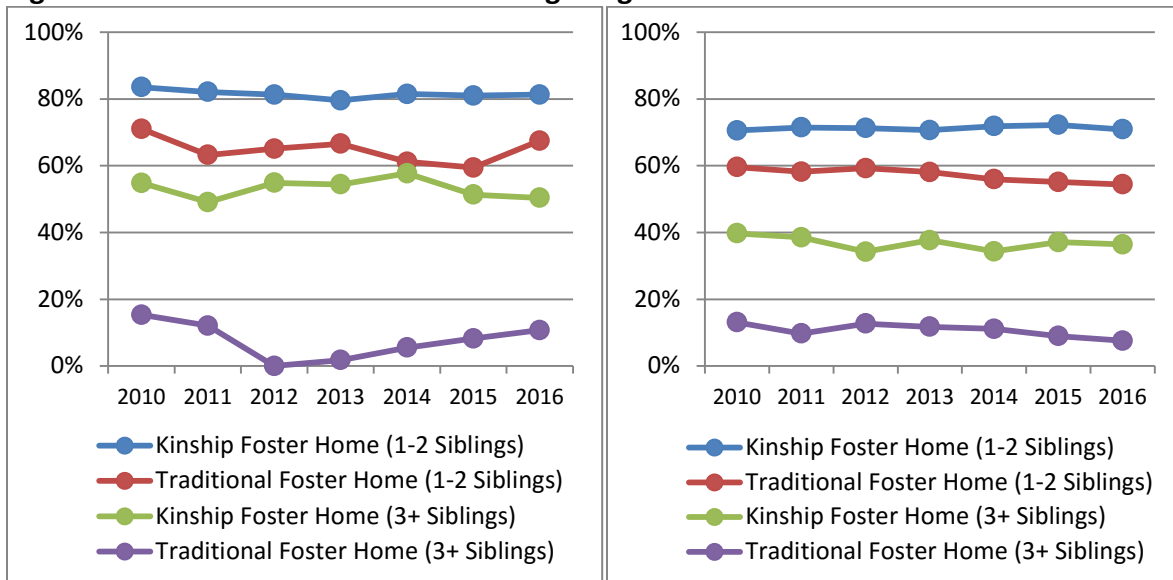 100%
80%
60%
40%
20%
0%
2010 2011 2012 2013 2014 2015 2016
Kinship Foster Home (1-2 Siblings)
Traditional Foster Home (1-2 Siblings)
Kinship Foster Home (3+ Siblings)
Traditional Foster Home (3+ Siblings)
100%
80%
60%
40%
20%
0%
2010 2011 2012 2013 2014 2015 2016
Kinship Foster Home (1-2 Siblings)
Traditional Foster Home (1-2 Siblings)
Kinship Foster Home (3+ Siblings)
Traditional Foster Home (3+ Siblings)